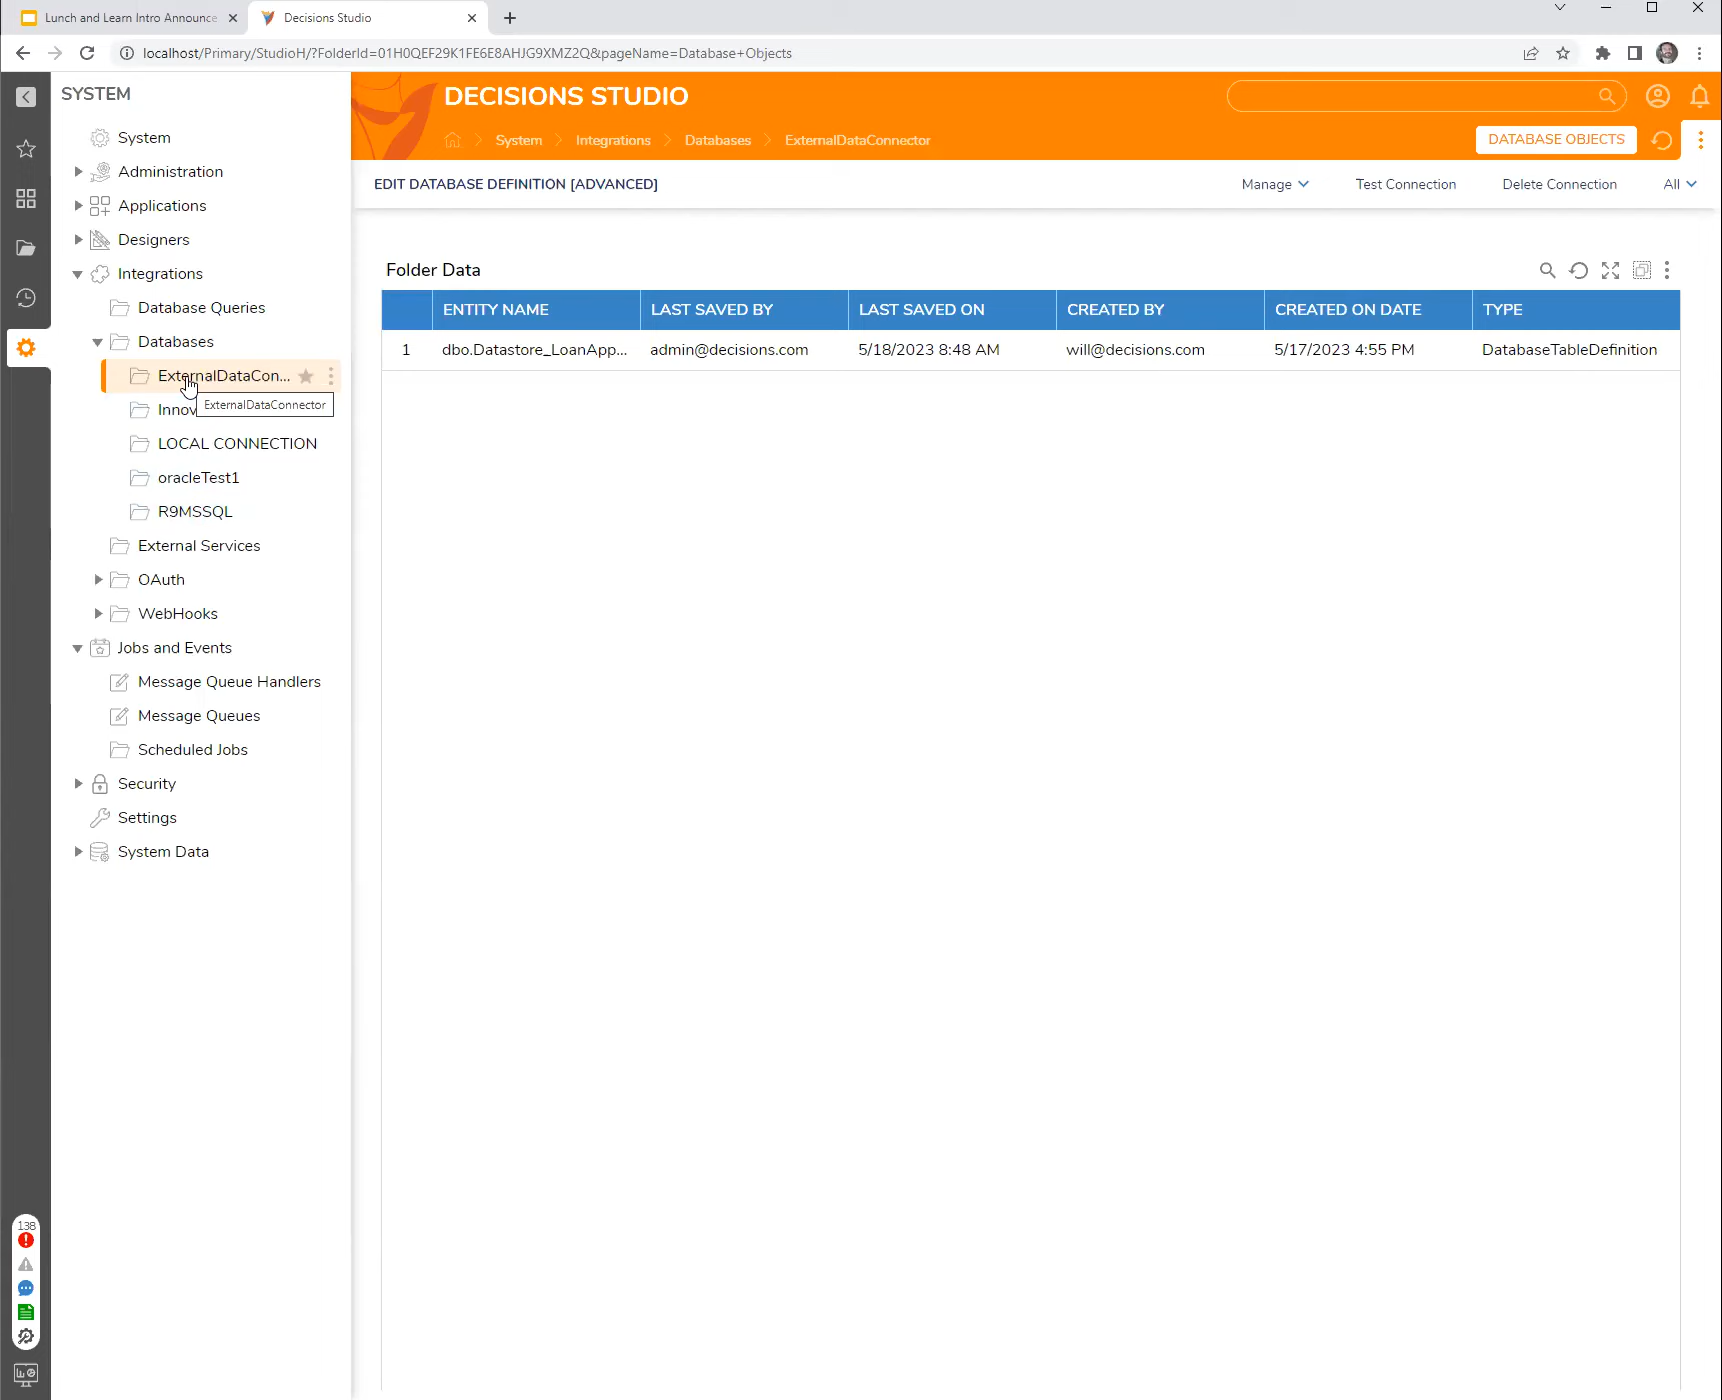 Lunch and Learn Intro Announce
Decisions Studio
localhost/Primary/StudioH/?FolderId=01H0QEF29K1FE6E8AHJG9XMZ2Q&pageName=Database+Objects
SYSTEM
System
Administration
Applications
Designers
Integrations
Database Queries
Databases
ExternalDataCon...
ExternalDataConnector
Innov
LOCAL CONNECTION
oracleTest1
R9MSSQL
External Services
OAuth
WebHooks
Jobs and Events
Message Queue Handlers
Message Queues
Scheduled Jobs
Security
Settings
System Data
138
DECISIONS STUDIO
System > Integrations > Databases > ExternalDataConnector
DATABASE OBJECTS
EDIT DATABASE DEFINITION [ADVANCED]
Manage Test Connection Delete Connection All
Folder Data
ENTITY NAME LAST SAVED BY LAST SAVED ON CREATED BY CREATED ON DATE TYPE
1 dbo.Datastore_LoanApp... admin@decisions.com 5/18/2023 8:48 AM will@decisions.com 5/17/2023 4:55 PM DatabaseTableDefinition